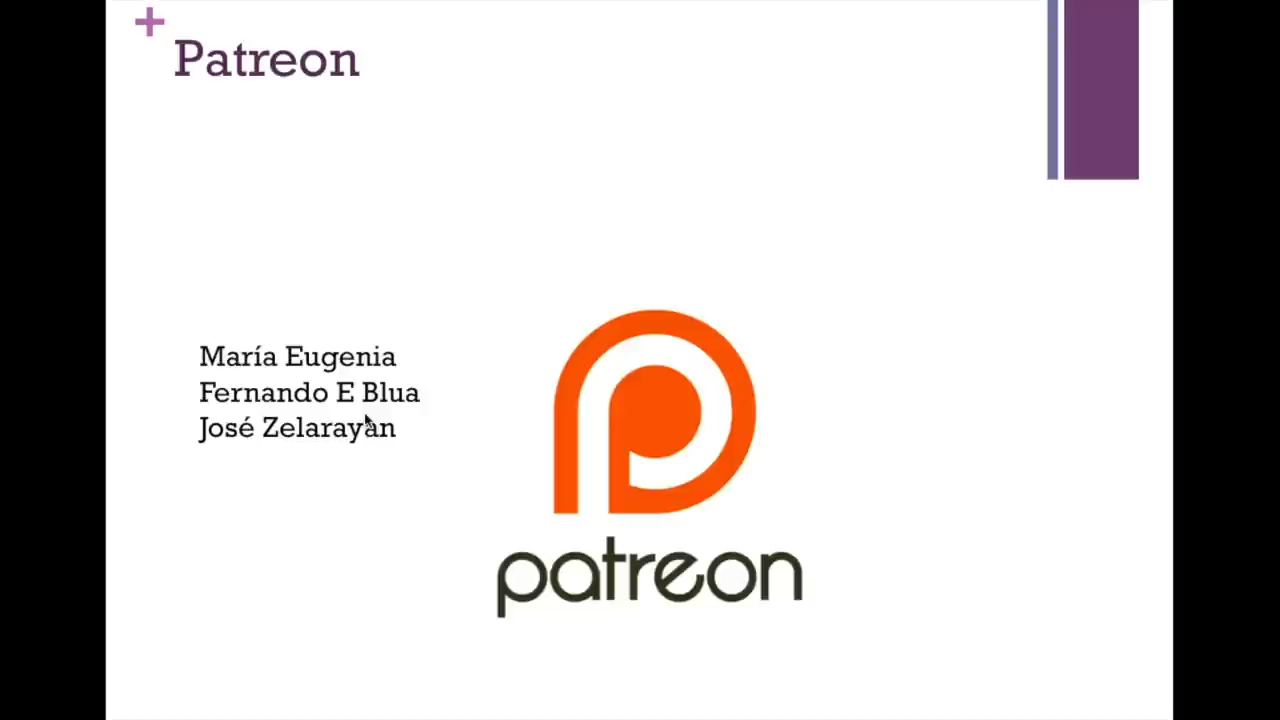 +
Patreon
María Eugenia
Fernando E Blua
José Zelarayan
patreon